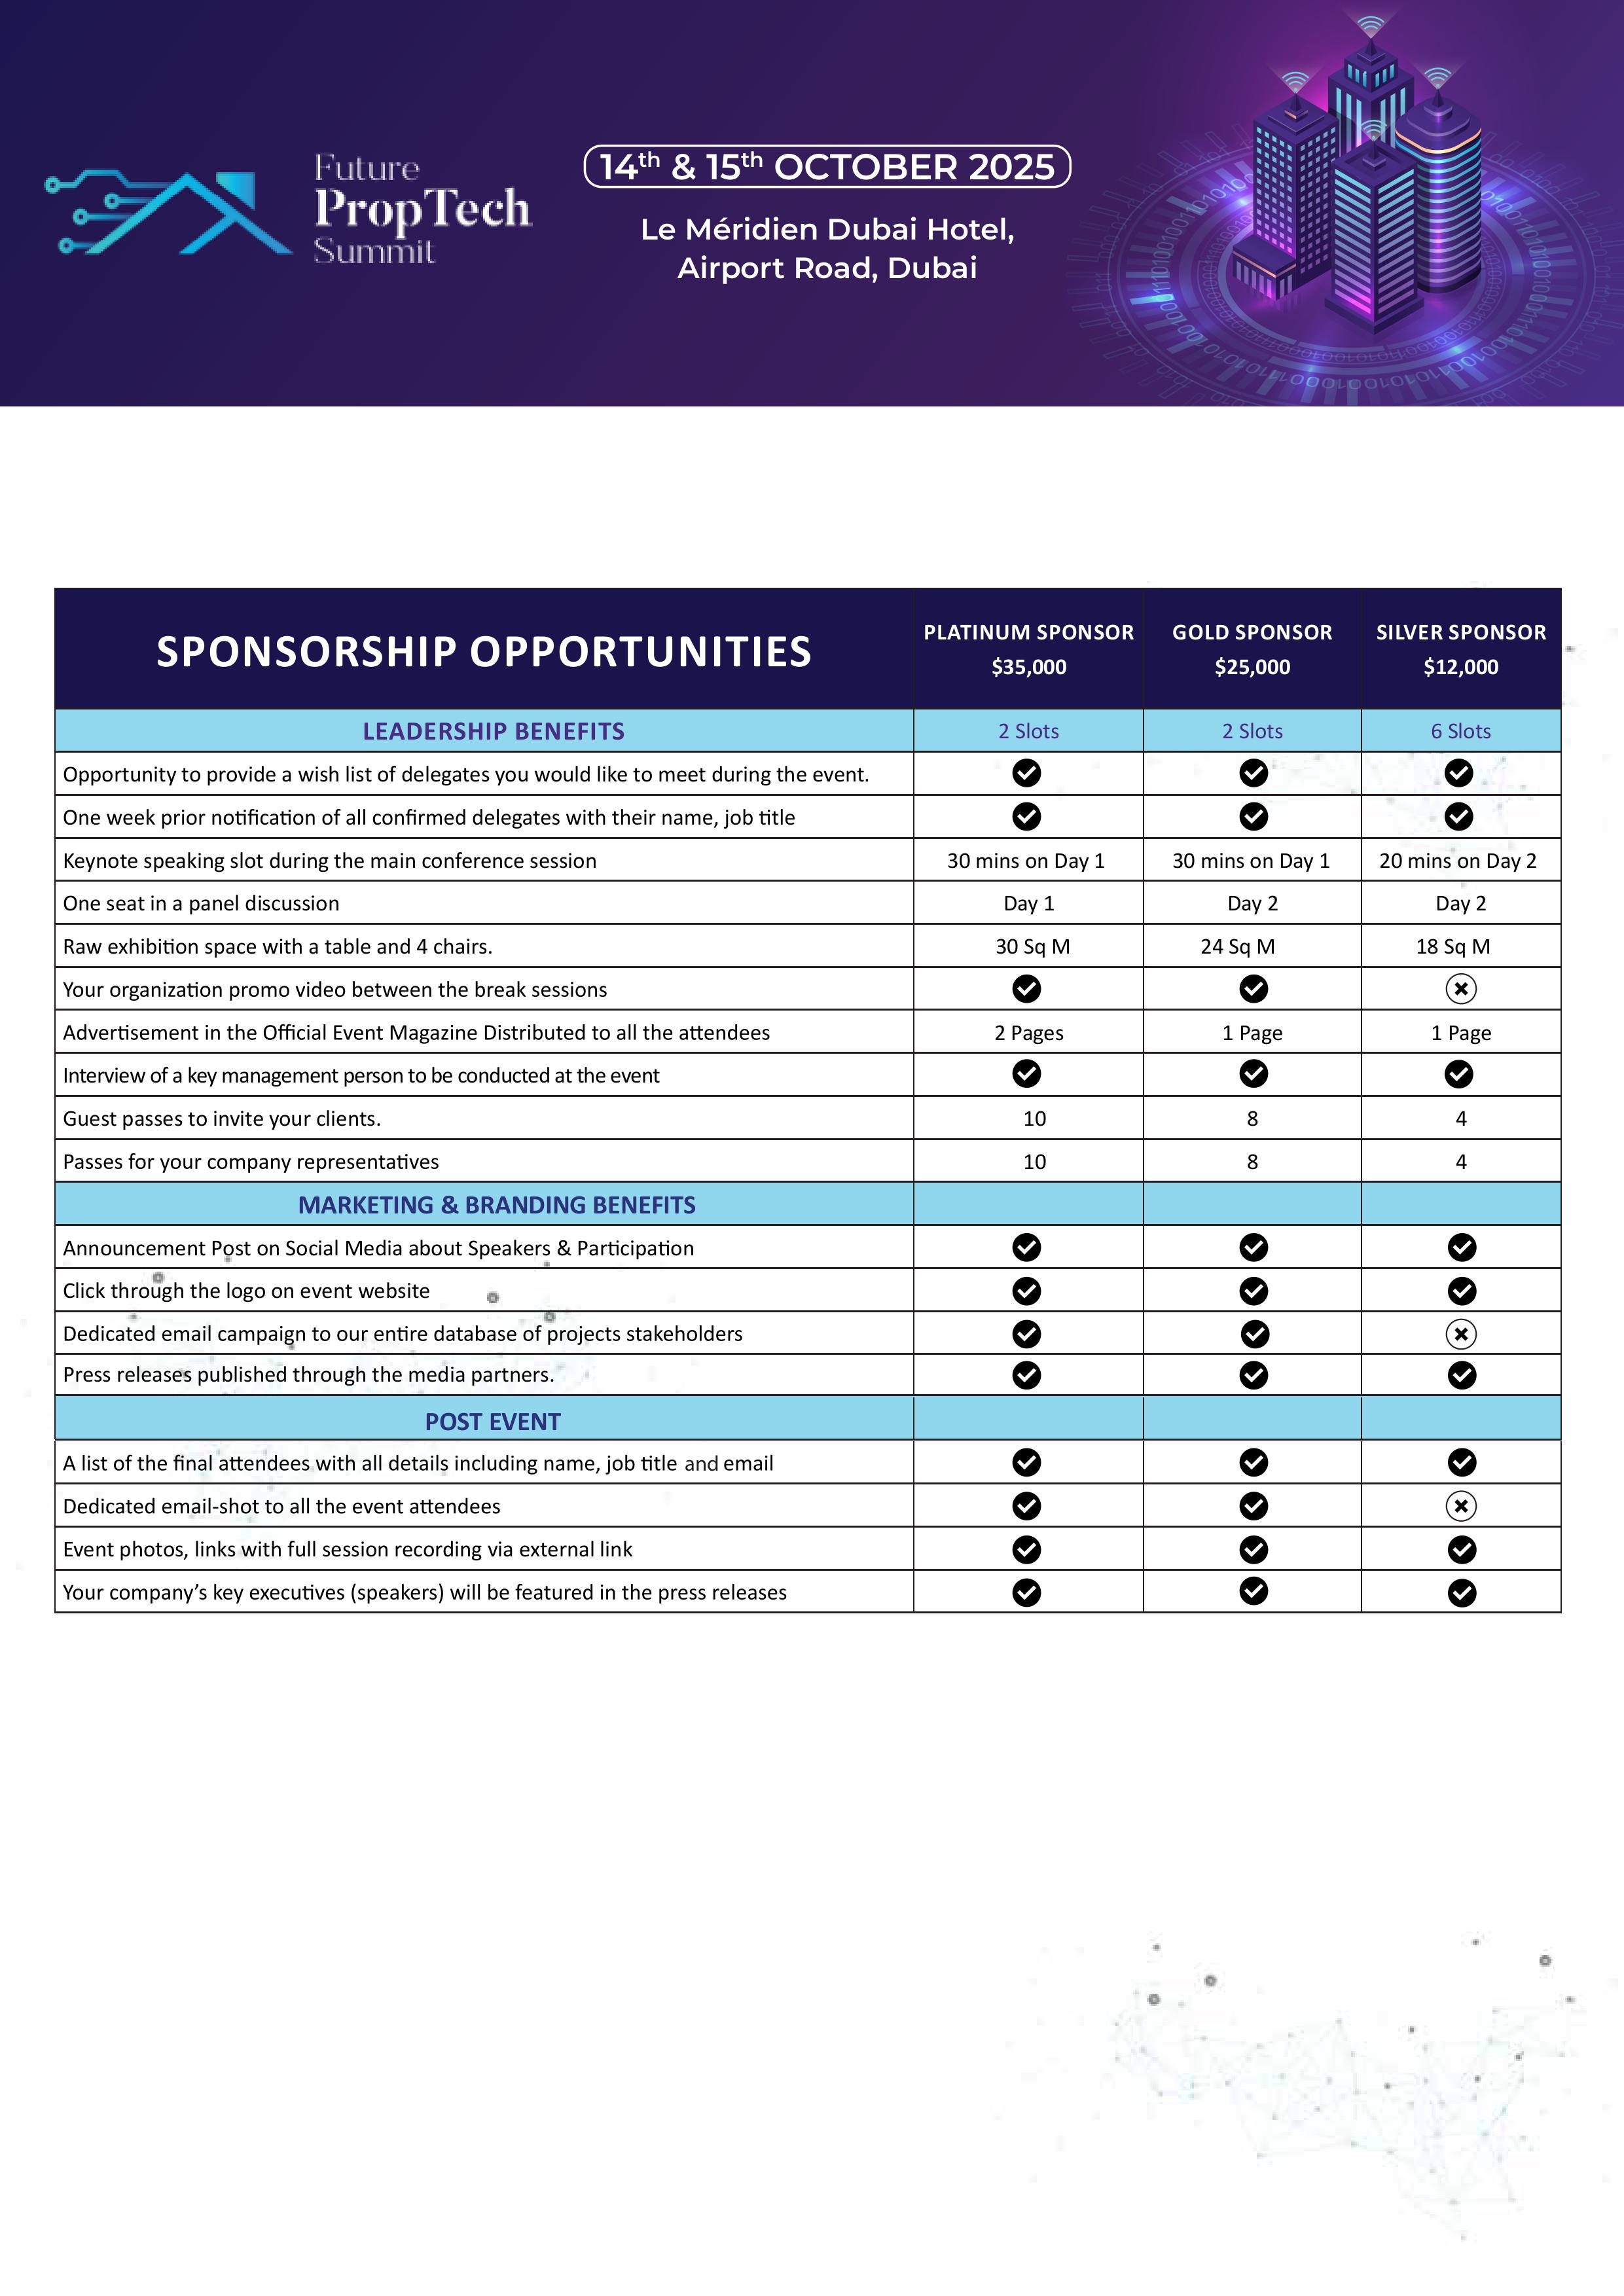 Future
PropTech
Summit
14th & 15th OCTOBER 2025
Le Méridien Dubai Hotel,
Airport Road, Dubai
SPONSORSHIP OPPORTUNITIES
PLATINUM SPONSOR
$35,000
GOLD SPONSOR
$25,000
SILVER SPONSOR
$12,000
LEADERSHIP BENEFITS 2 Slots 2 Slots 6 Slots
Opportunity to provide a wish list of delegates you would like to meet during the event.
One week prior notification of all confirmed delegates with their name, job title
Keynote speaking slot during the main conference session 30 mins on Day 1 30 mins on Day 1 20 mins on Day 2
One seat in a panel discussion Day 1 Day 2 Day 2
Raw exhibition space with a table and 4 chairs. 30 Sq M 24 Sq M 18 Sq M
Your organization promo video between the break sessions
Advertisement in the Official Event Magazine Distributed to all the attendees 2 Pages 1 Page 1 Page
Interview of a key management person to be conducted at the event
Guest passes to invite your clients. 10 8 4
Passes for your company representatives 10 8 4
MARKETING & BRANDING BENEFITS
Announcement Post on Social Media about Speakers & Participation
Click through the logo on event website
Dedicated email campaign to our entire database of projects stakeholders
Press releases published through the media partners.
POST EVENT
A list of the final attendees with all details including name, job title and email
Dedicated email-shot to all the event attendees
Event photos, links with full session recording via external link
Your company's key executives (speakers) will be featured in the press releases